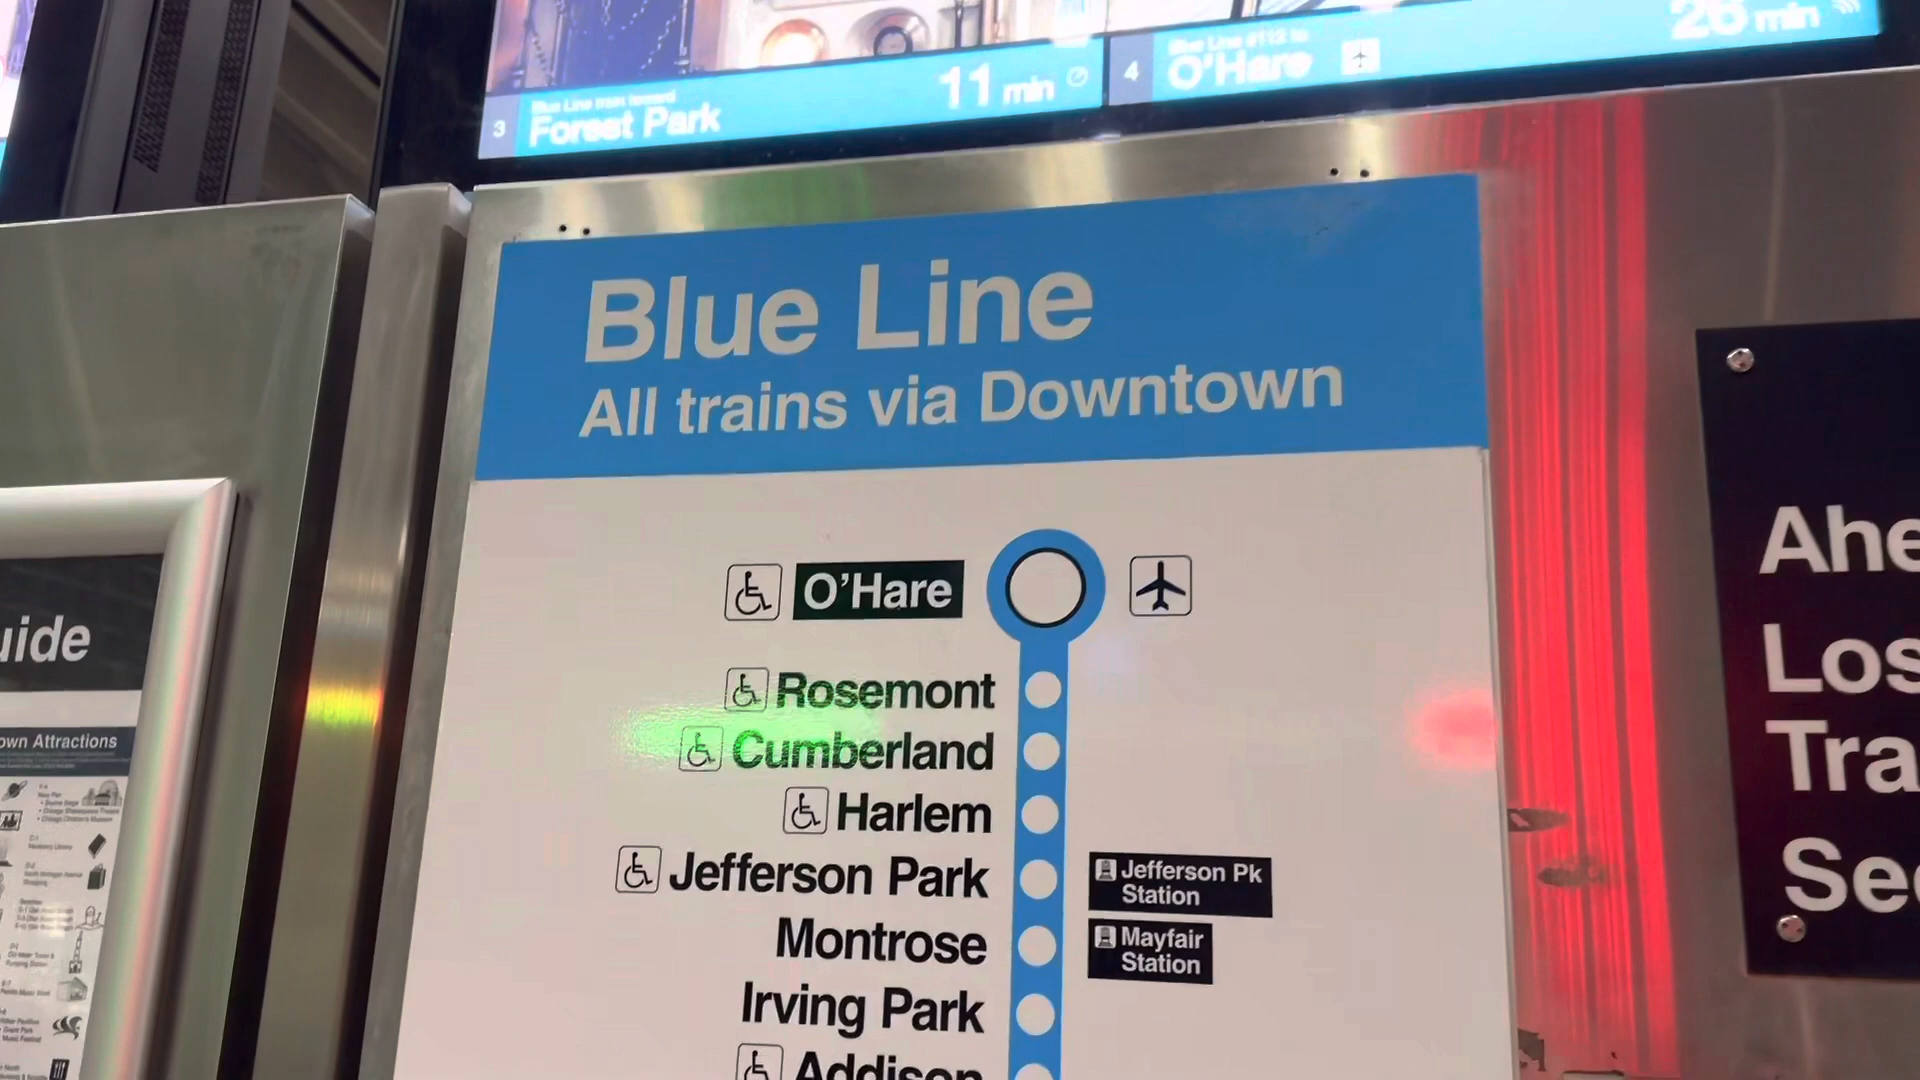 3
Blue Line train toward
Forest Park
11 min
4
Blue Line #112 to
O'Hare
26 min
Blue Line
All trains via Downtown
O'Hare
Rosemont
Cumberland
Harlem
Jefferson Park
Jefferson Pk
Station
Montrose
Mayfair
Station
Irving Park
Addison
uide
own Attractions
Ahe
Los
Tra
See